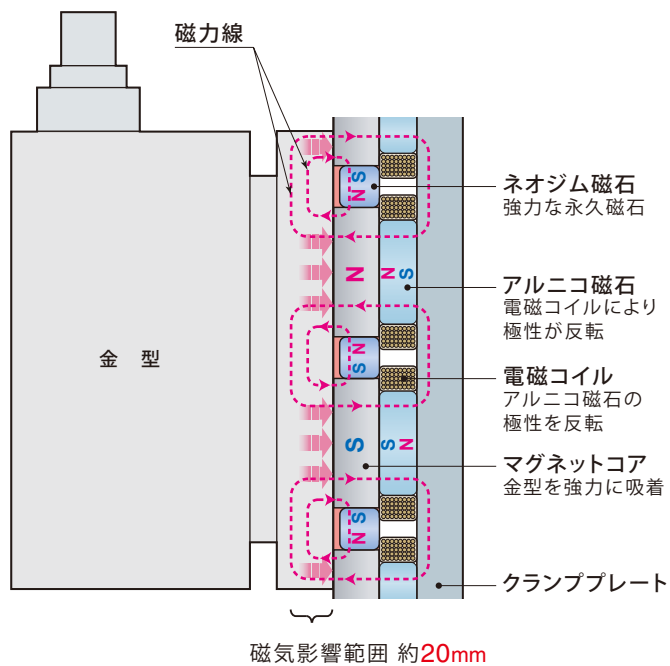 磁力線
ネオジム磁石
強力な永久磁石
S
N
N
N
S
アルニコ磁石
電磁コイルにより
極性が反転
金 型
N
S
電磁コイル
アルニコ磁石の
極性を反転
S
S
N
マグネットコア
金型を強力に吸着
S
N
クランププレート
磁気影響範囲 約20mm